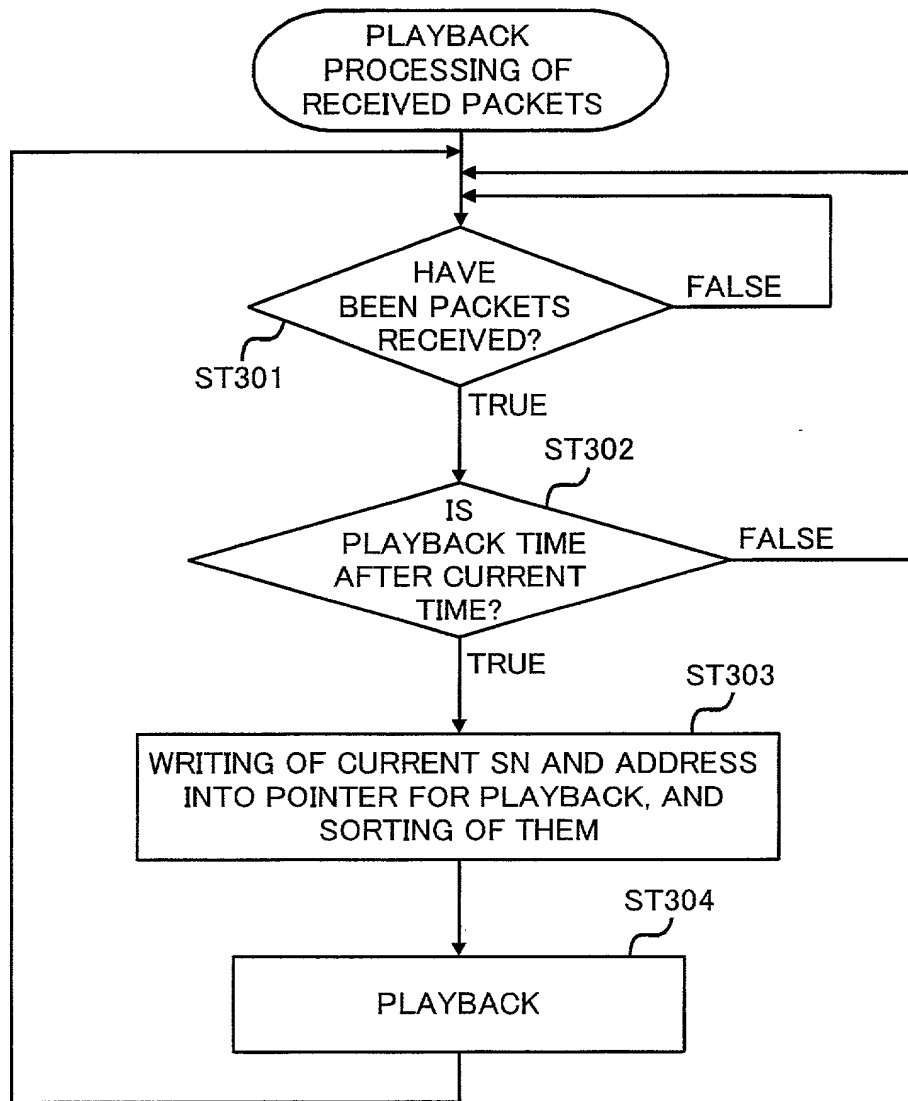 PLAYBACK
PROCESSING OF
RECEIVED PACKETS
HAVE
BEEN PACKETS
RECEIVED?
FALSE
ST301
TRUE
ST302
IS
PLAYBACK TIME
AFTER CURRENT
TIME?
FALSE
TRUE
ST303
WRITING OF CURRENT SN AND ADDRESS
INTO POINTER FOR PLAYBACK, AND
SORTING OF THEM
ST304
PLAYBACK